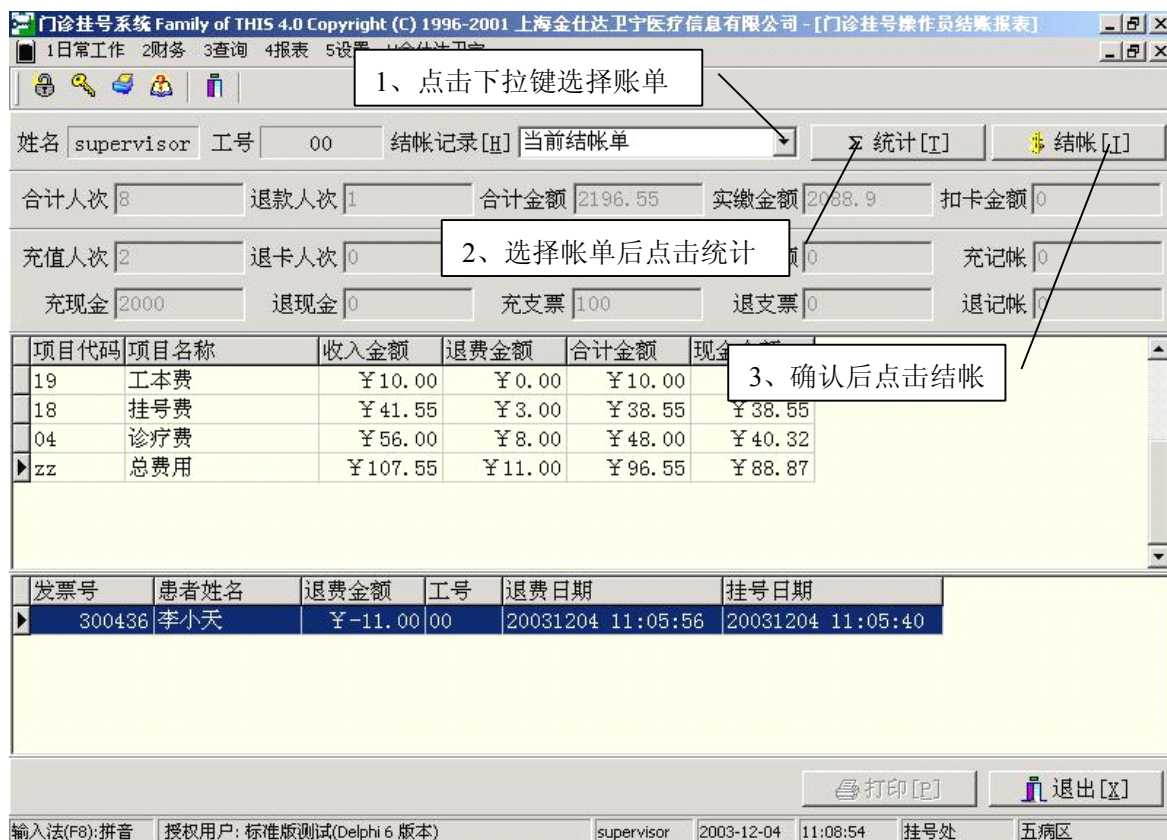 门诊挂号系统 Family of THIS 4.0 Copyright (C) 1996-2001 上海金仕达卫宁医疗信息有限公司 - [门诊挂号操作员结账报表]
1日常工作 2财务 3查询 4报表 5设置
1、点击下拉键选择账单
姓名 supervisor 工号 00 结帐记录[H] 当前结帐单 Σ 统计[T] 结帐[J]
合计人次 8 退款人次 1 合计金额 2196.55 实缴金额 2088.9 扣卡金额 0
充值人次 2 退卡人次 0 0 充记帐 0
2、选择帐单后点击统计
充现金 2000 退现金 0 充支票 100 退支票 0 退记帐 0
项目代码 项目名称 收入金额 退费金额 合计金额
19 工本费 ￥10.00 ￥0.00 ￥10.00
3、确认后点击结帐
18 挂号费 ￥41.55 ￥3.00 ￥38.55 ￥38.55
04 诊疗费 ￥56.00 ￥8.00 ￥48.00 ￥40.32
zz 总费用 ￥107.55 ￥11.00 ￥96.55 ￥88.87
发票号 患者姓名 退费金额 工号 退费日期 挂号日期
300436 李小天 ￥-11.00 00 20031204 11:05:56 20031204 11:05:40
打印[P] 退出[X]
输入法(F8):拼音 授权用户: 标准版测试(Delphi 6 版本) supervisor 2003-12-04 11:08:54 挂号处 五病区